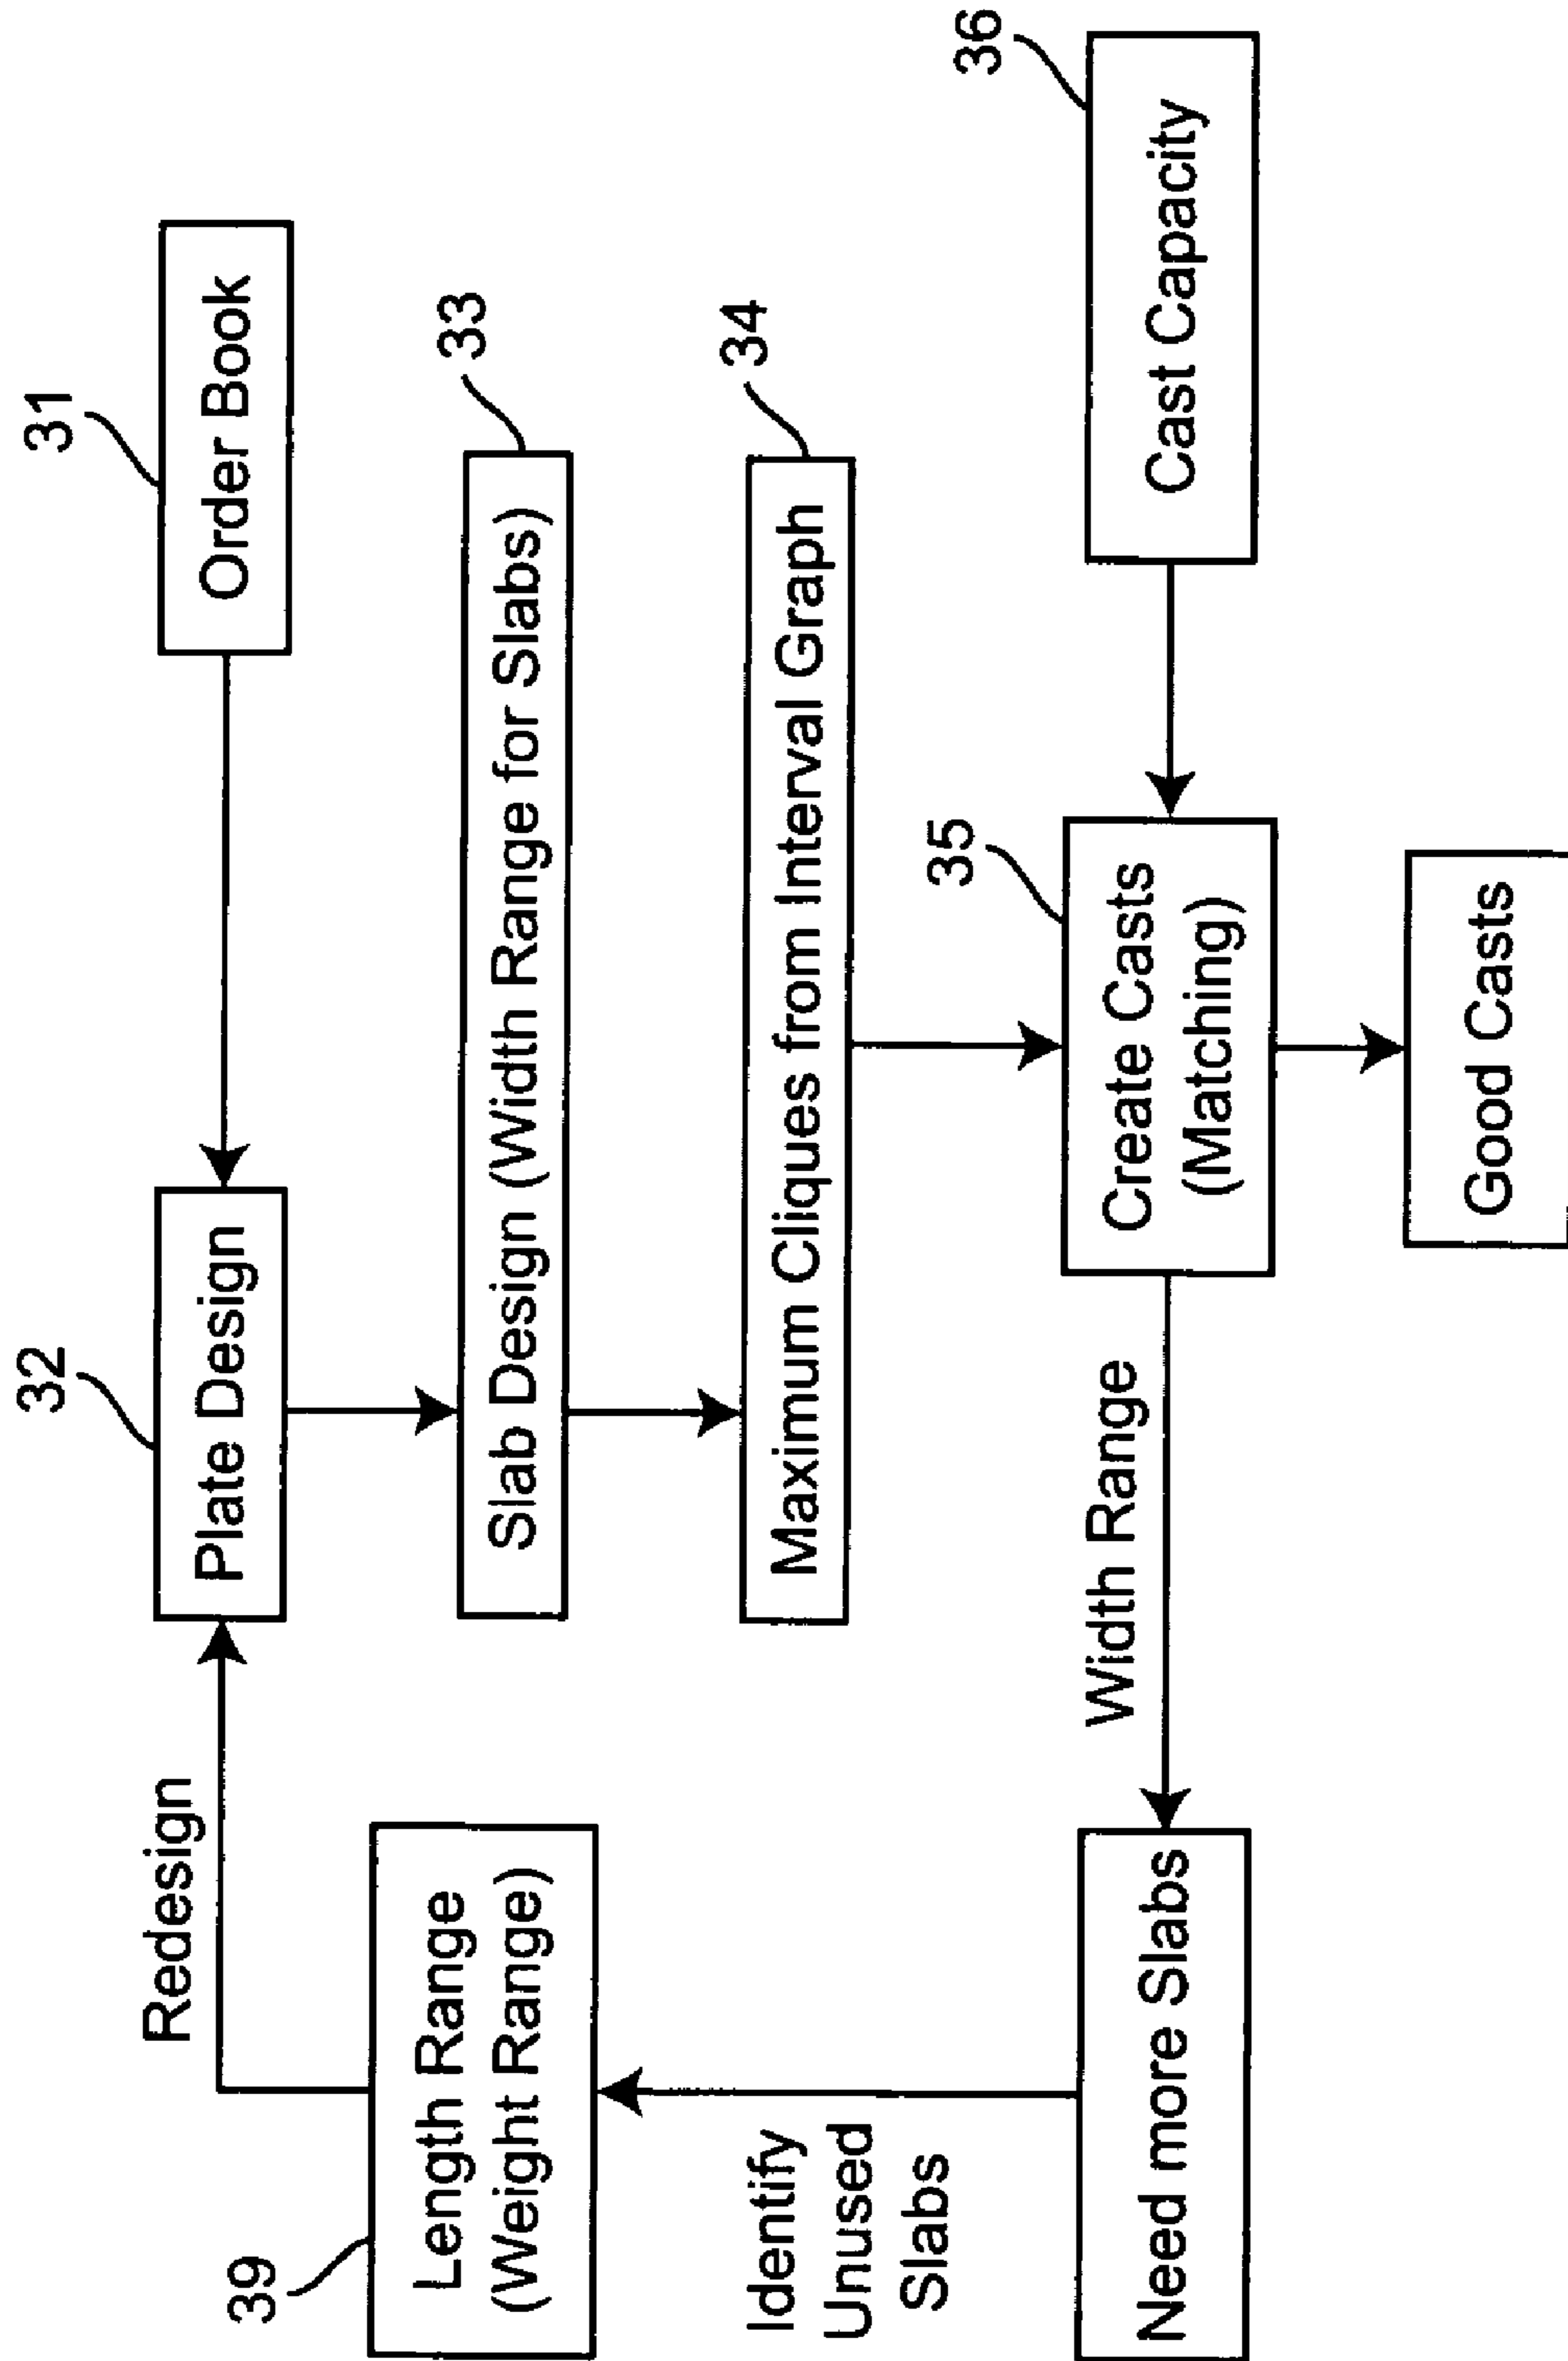 31
Order Book
32
Plate Design
Redesign
33
Slab Design (Width Range for Slabs)
39
Length Range
(Weight Range)
34
Maximum Cliques from Interval Graph
Identify
Unused
Slabs
36
Cast Capacity
35
Create Casts
(Matching)
Width Range
Need more Slabs
Good Casts